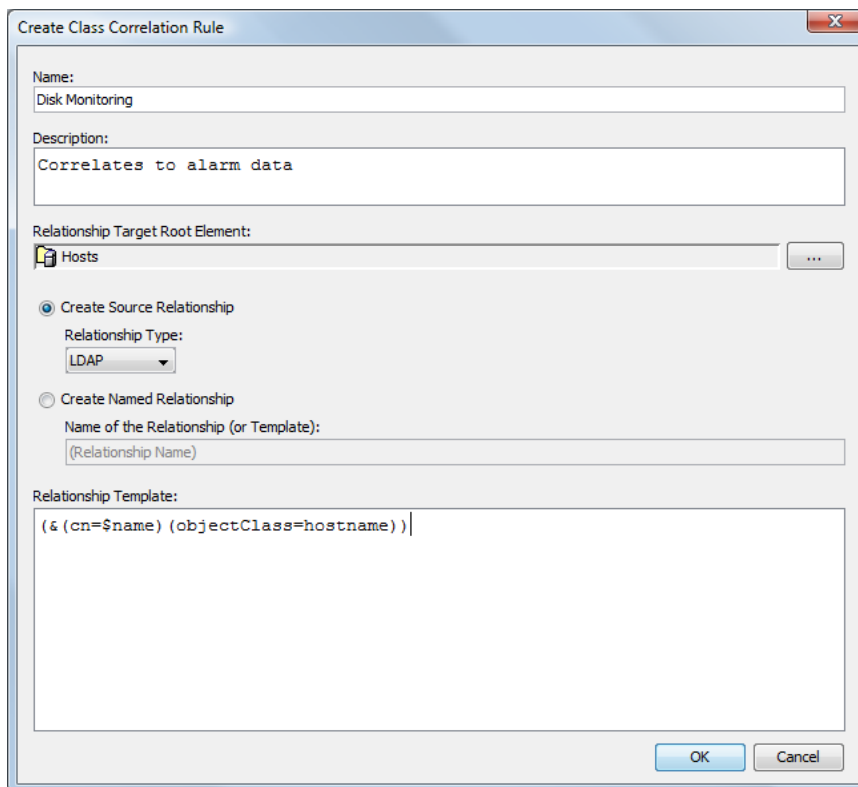 Create Class Correlation Rule
X
Name:
Disk Monitoring
Description:
Correlates to alarm data
Relationship Target Root Element:
Hosts
...
Create Source Relationship
Relationship Type:
LDAP
Create Named Relationship
Name of the Relationship (or Template):
(Relationship Name)
Relationship Template:
(&(cn=$name)(objectClass=hostname))
OK Cancel